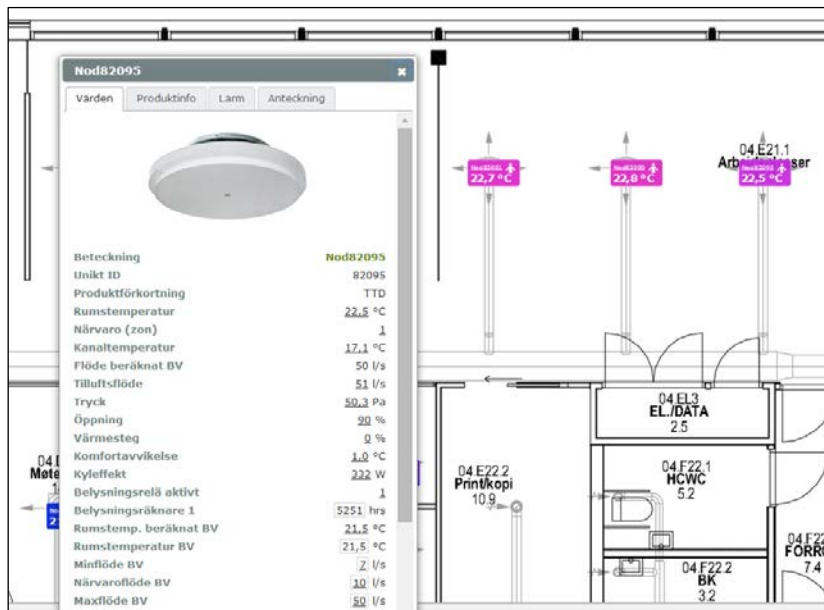 Nod82095
Värden
Produktinfo
Larm
Anteckning
Beteckning Nod82095
Unikt ID 82095
Produktförkortning TTD
Rumstemperatur 22,5 °C
Närvaro (zon) 1
Kanaltemperatur 17,1 °C
Flöde beräknat BV 50 l/s
Tilluftsflöde 51 l/s
Tryck 50,3 Pa
Öppning 90 %
Värmesteg 0 %
Komfortavvikelse 1,0 °C
Kyleffekt 332 W
Belysningsrelä aktivt 1
Belysningsräknare 1 5251 hrs
Rumstemp. beräknat BV 21,5 °C
Rumstemperatur BV 21,5 °C
Minflöde BV 7 l/s
Närvaroflöde BV 10 l/s
Maxflöde BV 50 l/s
22,7 °C
22,8 °C
04.E21.1
Nod82095
22,5 °C
04.EL3
EL./DATA
2.5
04.E22.2
Print/kopi
10.9
04.F22.1
HCWC
5.2
04.F22.2
BK
3.2
7.4